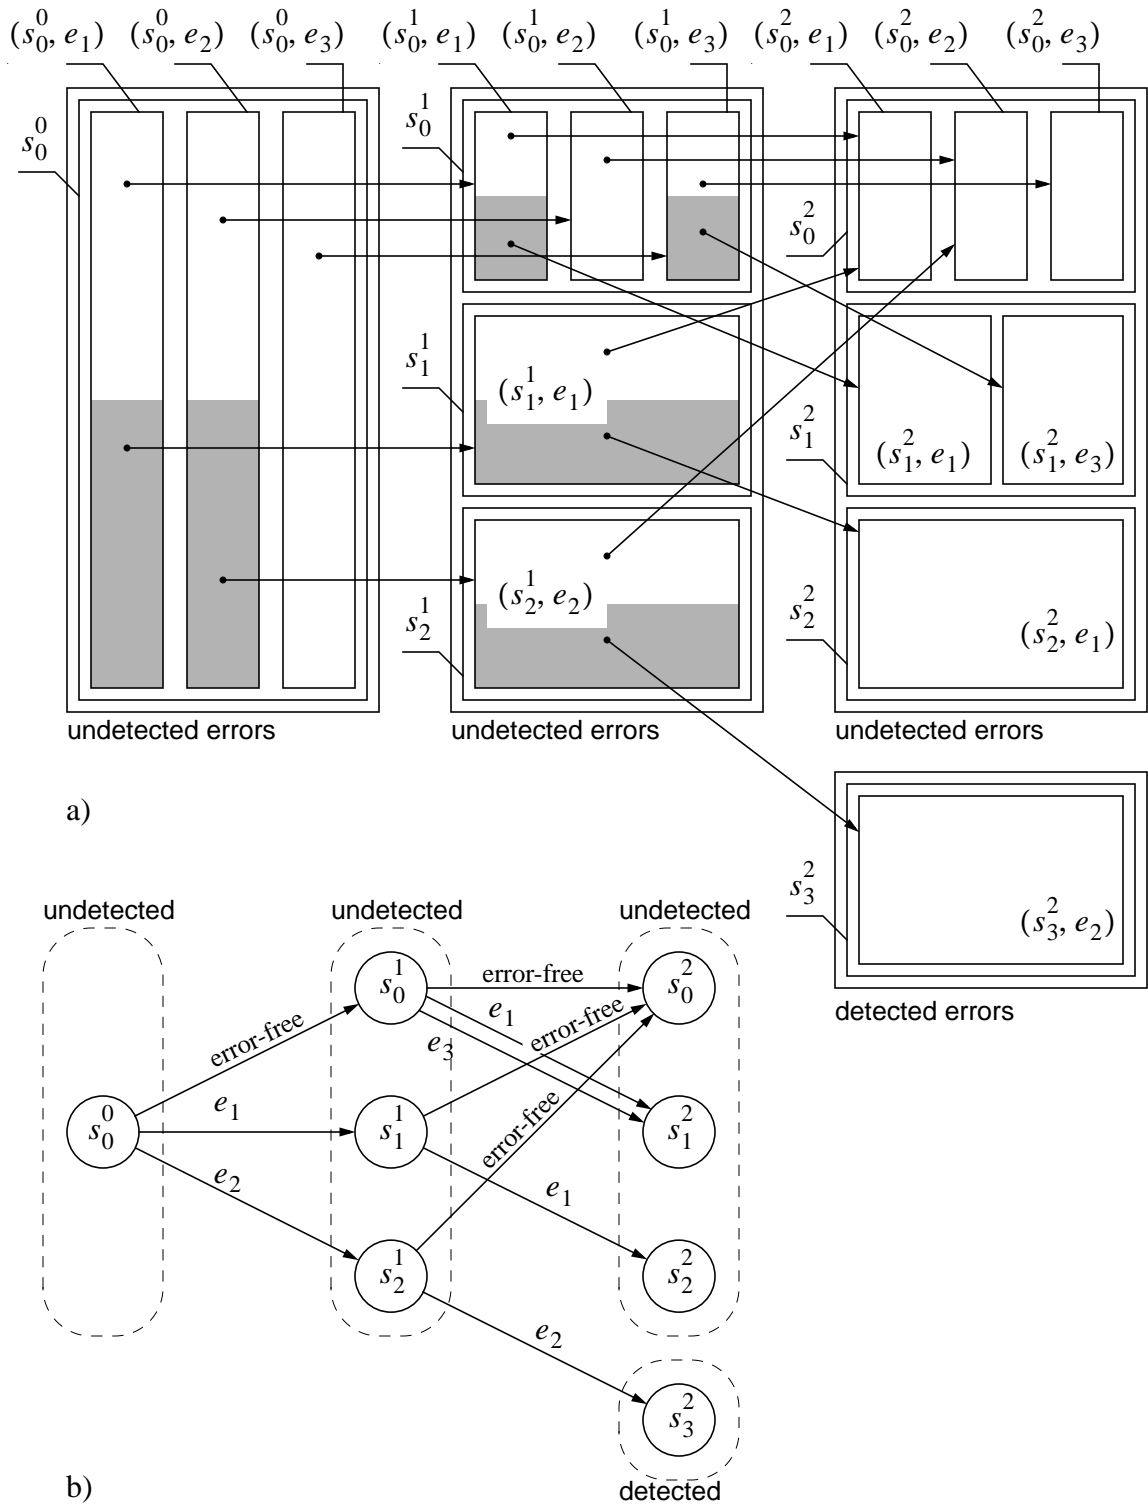 (s_0^0, e_1) (s_0^0, e_2) (s_0^0, e_3) (s_0^1, e_1) (s_0^1, e_2) (s_0^1, e_3) (s_0^2, e_1) (s_0^2, e_2) (s_0^2, e_3)
s_0^0
s_0^1
s_0^2
s_1^1
(s_1^1, e_1)
s_1^2
(s_1^2, e_1) (s_1^2, e_3)
s_2^1
(s_2^1, e_2)
s_2^2
(s_2^2, e_1)
undetected errors
undetected errors
undetected errors
a)
s_3^2
(s_3^2, e_2)
detected errors
undetected
undetected
undetected
s_0^1
error-free
s_0^2
error-free
e_1
error-free
e_3
s_0^0
e_1
s_1^1
error-free
s_1^2
e_2
e_1
s_2^1
s_2^2
e_2
s_3^2
detected
b)